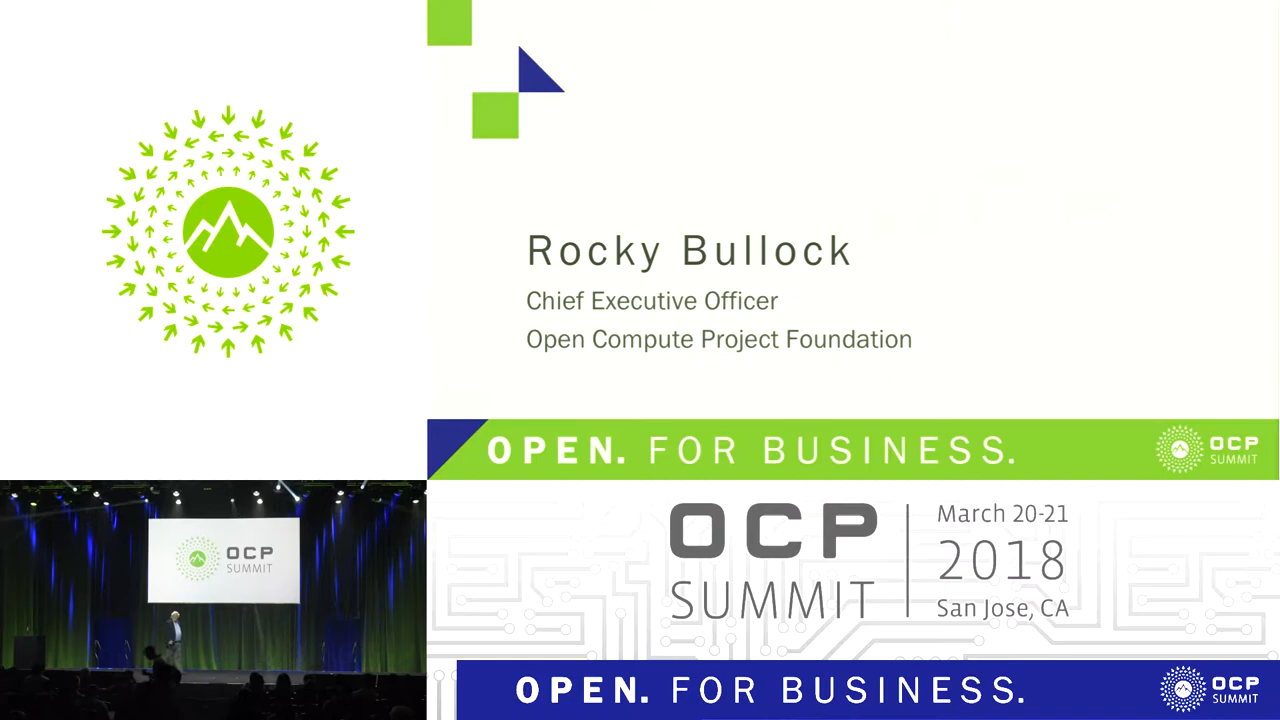 Rocky Bullock
Chief Executive Officer
Open Compute Project Foundation
OPEN. FOR BUSINESS.
OCP
SUMMIT
OCP
SUMMIT
OCP
SUMMIT
March 20-21
2018
San Jose, CA
OPEN. FOR BUSINESS.
OCP
SUMMIT